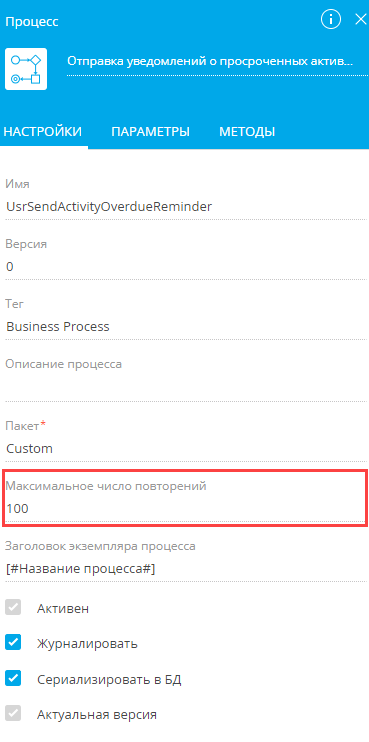 Процесс
Отправка уведомлений о просроченных актив...
НАСТРОЙКИ ПАРАМЕТРЫ МЕТОДЫ
Имя
UsrSendActivityOverdueReminder
Версия
0
Тег
Business Process
Описание процесса
Пакет*
Custom
Максимальное число повторений
100
Заголовок экземпляра процесса
[#Название процесса#]
Активен
Журналировать
Сериализировать в БД
Актуальная версия